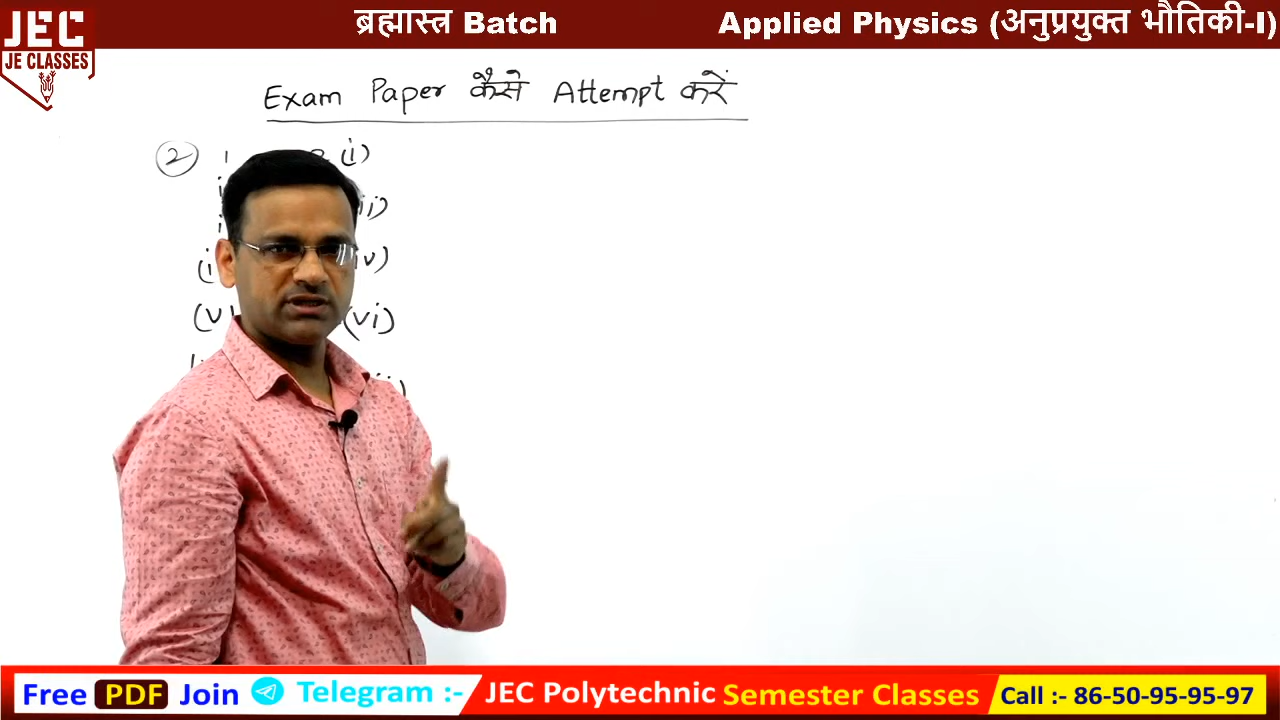 JEC
JE CLASSES
ब्रह्मास्त्र Batch
Applied Physics (अनुप्रयुक्त भौतिकी-I)
Exam Paper कैसे Attempt करें
2 (i)
(v) (vi)
Free PDF Join Telegram :- JEC Polytechnic Semester Classes Call :- 86-50-95-95-97